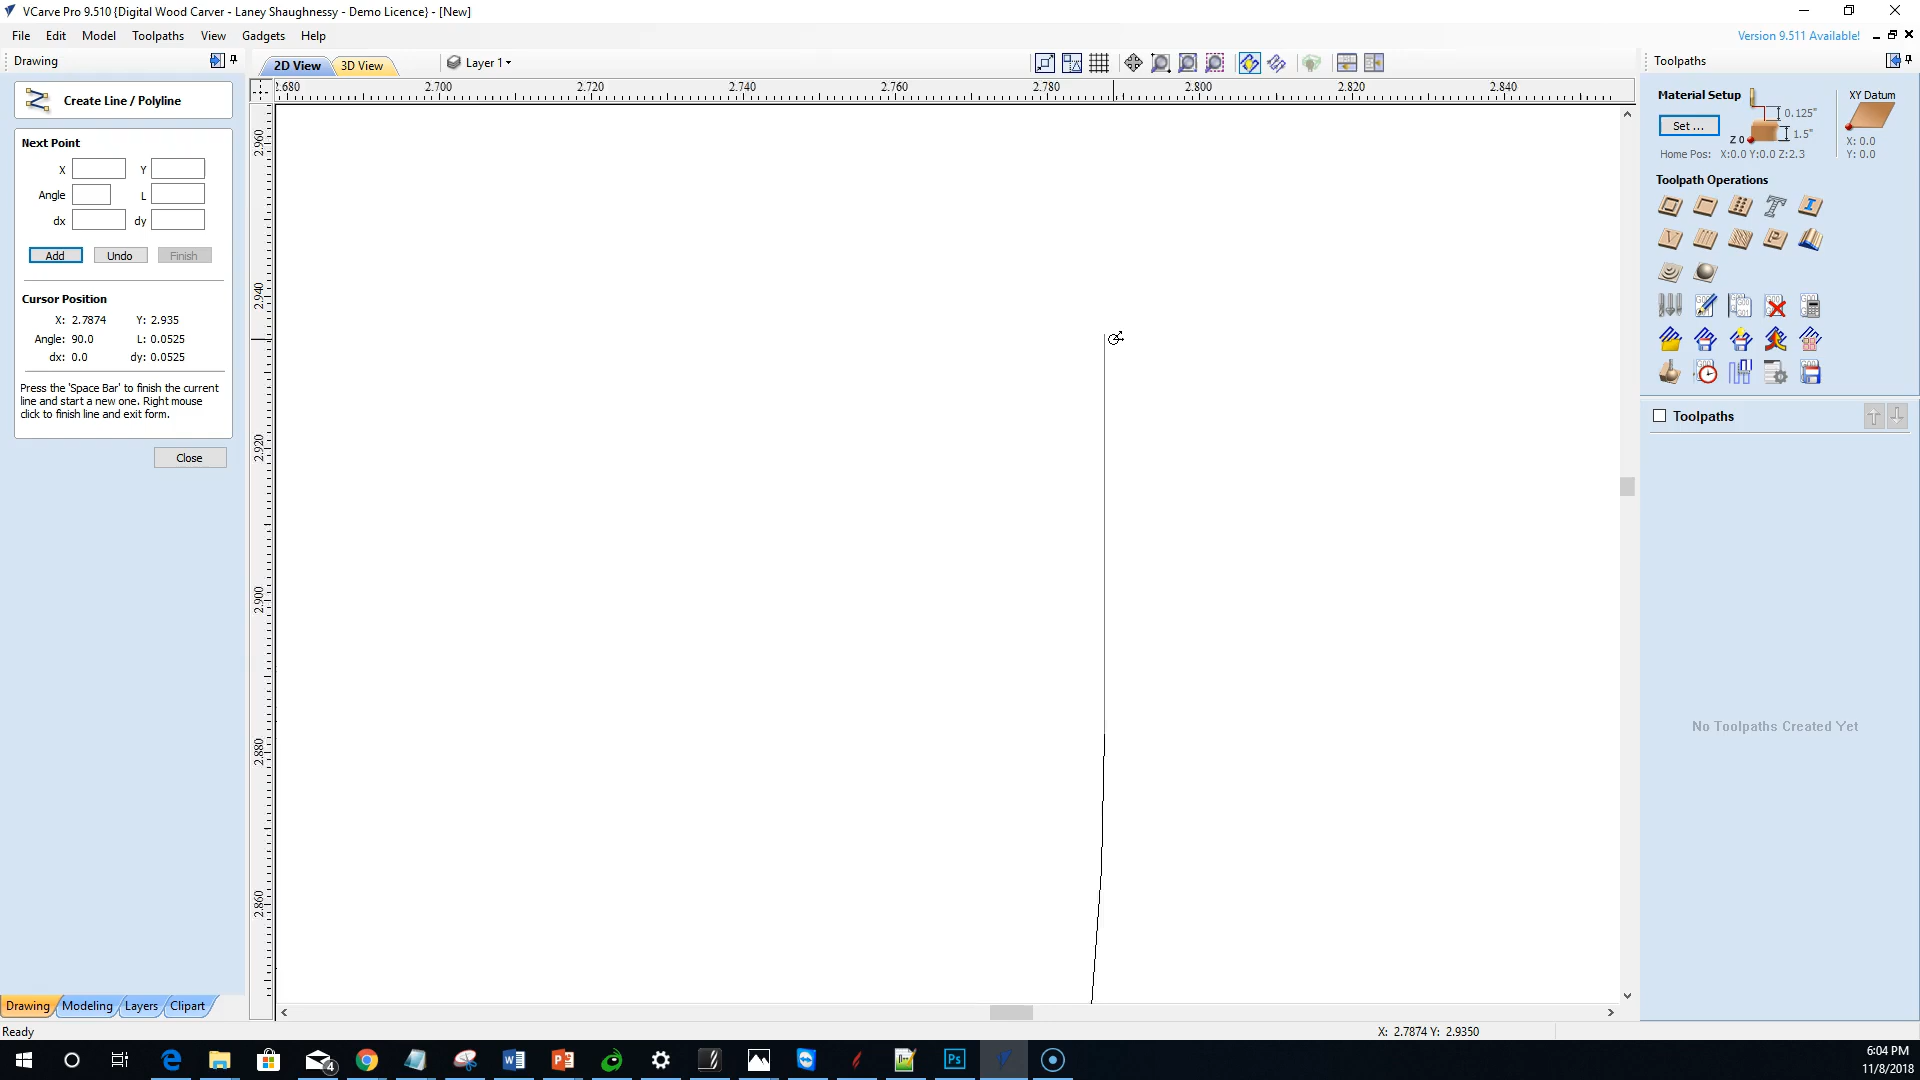 VCarve Pro 9.510 {Digital Wood Carver - Laney Shaughnessy - Demo Licence} - [New]
File Edit Model Toolpaths View Gadgets Help
Version 9.511 Available!
Drawing
2D View 3D View Layer 1
Toolpaths
Create Line / Polyline
Next Point
X Y
Angle L
dx dy
Add Undo Finish
Cursor Position
X: 2.7874 Y: 2.935
Angle: 90.0 L: 0.0525
dx: 0.0 dy: 0.0525
Press the 'Space Bar' to finish the current
line and start a new one. Right mouse
click to finish line and exit form.
Close
2.680 2.700 2.720 2.740 2.760 2.780 2.800 2.820 2.840
2.960
2.940
2.920
2.900
2.880
2.860
Material Setup
Set ...
0.125"
1.5"
Z 0
Home Pos: X:0.0 Y:0.0 Z:2.3
XY Datum
X: 0.0
Y: 0.0
Toolpath Operations
Toolpaths
No Toolpaths Created Yet
Drawing Modeling Layers Clipart
Ready
X: 2.7874 Y: 2.9350
4
Ps
6:04 PM
11/8/2018